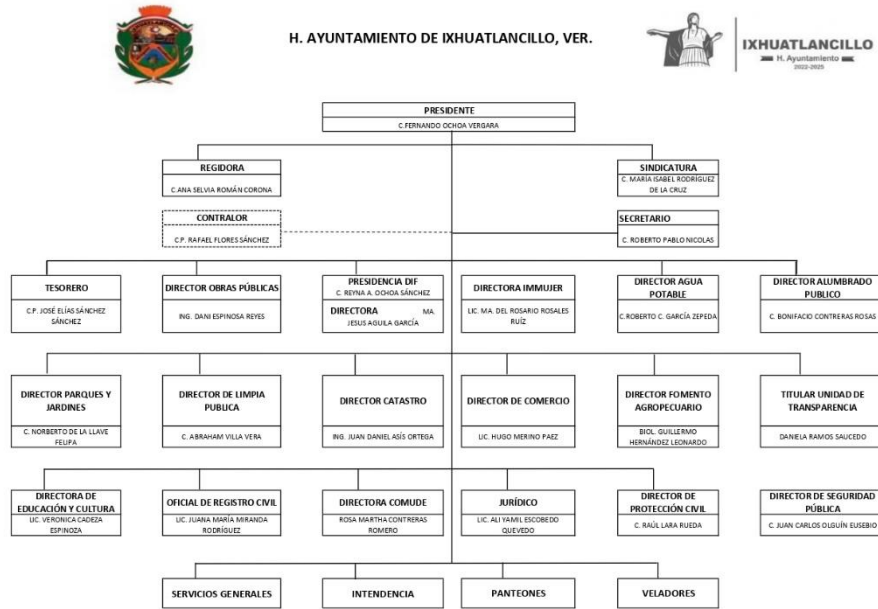 H. AYUNTAMIENTO DE IXHUATLANCILLO, VER.
IXHUATLANCILLO
H. Ayuntamiento
2022-2025
PRESIDENTE
C.FERNANDO OCHOA VERGARA
REGIDORA
C.ANA SELVIA ROMÁN CORONA
SINDICATURA
C. MARÍA ISABEL RODRÍGUEZ
DE LA CRUZ
CONTRALOR
C.P. RAFAEL FLORES SÁNCHEZ
SECRETARIO
C. ROBERTO PABLO NICOLAS
TESORERO
C.P. JOSÉ ELÍAS SÁNCHEZ
SÁNCHEZ
DIRECTOR OBRAS PÚBLICAS
ING. DANI ESPINOSA REYES
PRESIDENCIA DIF
C. REYNA A. OCHOA SÁNCHEZ
DIRECTORA MA.
JESUS AGUILA GARCÍA
DIRECTORA IMMUJER
LIC. MA. DEL ROSARIO ROSALES
RUÍZ
DIRECTOR AGUA
POTABLE
C.ROBERTO C. GARCÍA ZEPEDA
DIRECTOR ALUMBRADO
PUBLICO
C. BONIFACIO CONTRERAS ROSAS
DIRECTOR PARQUES Y
JARDINES
C. NORBERTO DE LA LLAVE
FELIPA
DIRECTOR DE LIMPIA
PUBLICA
C. ABRAHAM VILLA VERA
DIRECTOR CATASTRO
ING. JUAN DANIEL ASÍS ORTEGA
DIRECTOR DE COMERCIO
LIC. HUGO MERINO PAEZ
DIRECTOR FOMENTO
AGROPECUARIO
BIOL. GUILLERMO
HERNÁNDEZ LEONARDO
TITULAR UNIDAD DE
TRANSPARENCIA
DANIELA RAMOS SAUCEDO
DIRECTORA DE
EDUCACIÓN Y CULTURA
LIC. VERONICA CADEZA
ESPINOZA
OFICIAL DE REGISTRO CIVIL
LIC. JUANA MARÍA MIRANDA
RODRÍGUEZ
DIRECTORA COMUDE
ROSA MARTHA CONTRERAS
ROMERO
JURÍDICO
LIC. ALI YAMIL ESCOBEDO
QUEVEDO
DIRECTOR DE
PROTECCIÓN CIVIL
C. RAÚL LARA RUEDA
DIRECTOR DE SEGURIDAD
PÚBLICA
C. JUAN CARLOS OLGUÍN EUSEBIO
SERVICIOS GENERALES
INTENDENCIA
PANTEONES
VELADORES